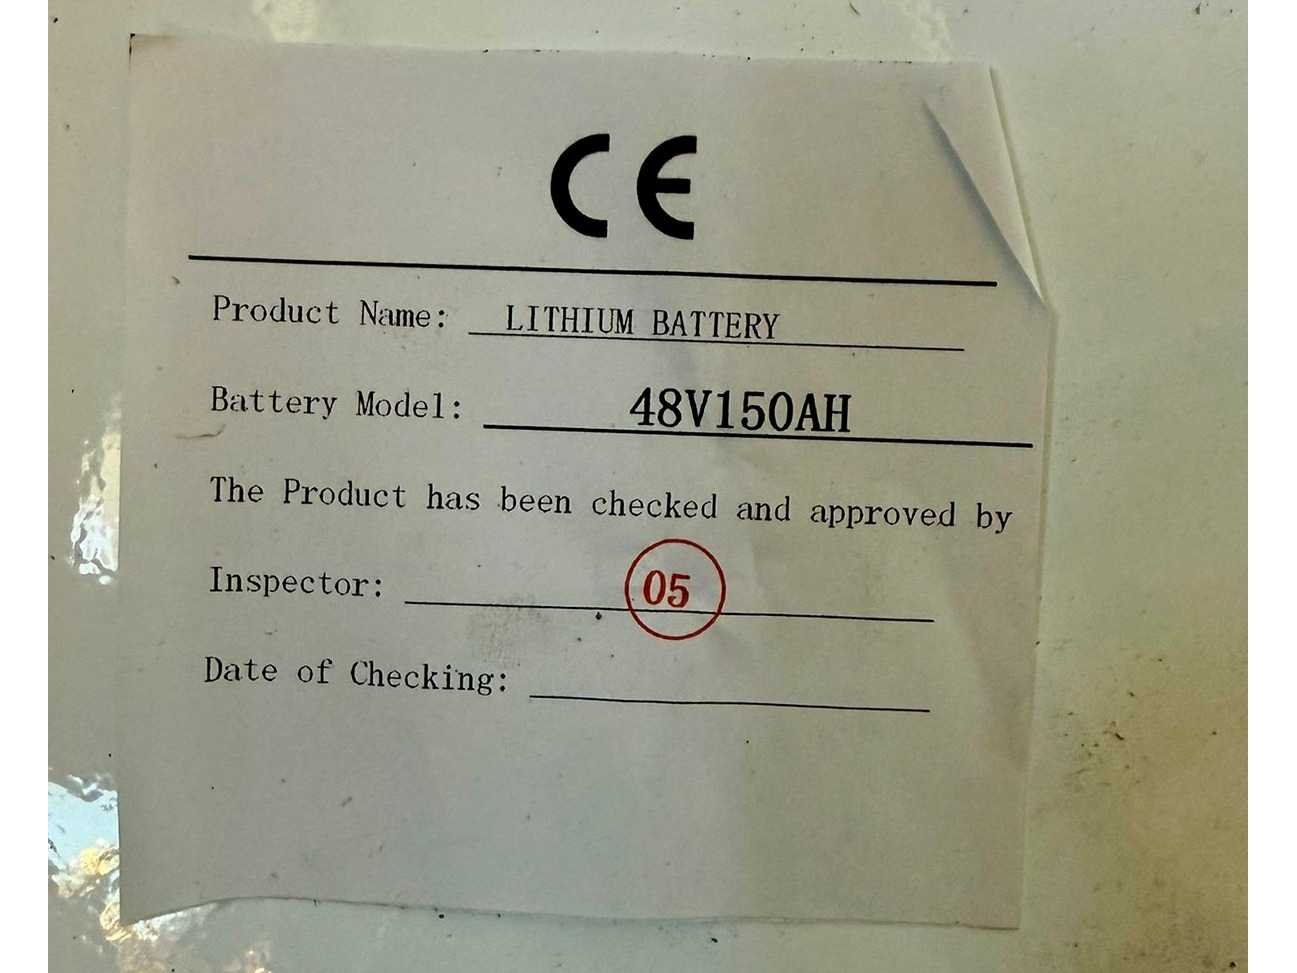 CE
Product Name: LITHIUM BATTERY
Battery Model: 48V150AH
The Product has been checked and approved by
Inspector: 05
Date of Checking: